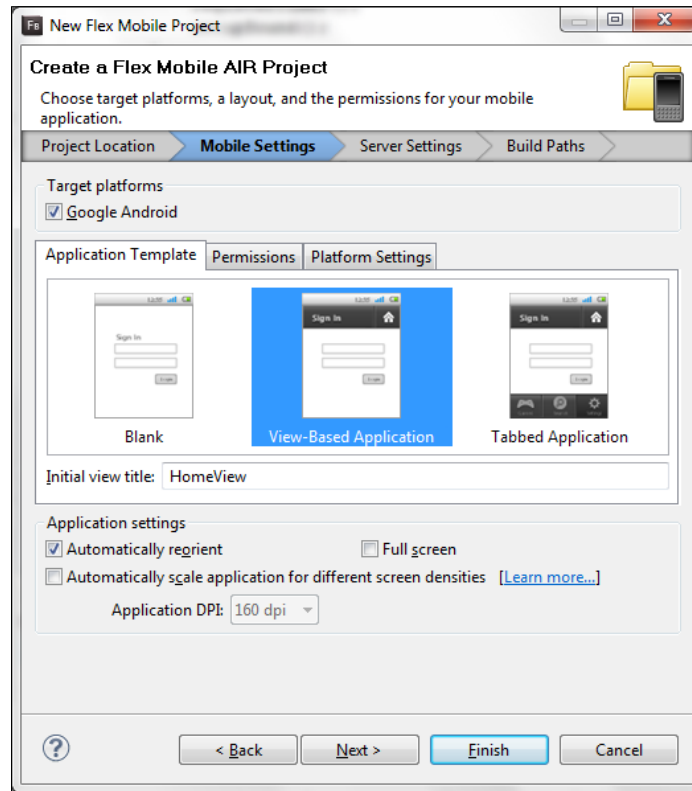 FB New Flex Mobile Project
Create a Flex Mobile AIR Project
Choose target platforms, a layout, and the permissions for your mobile
application.
Project Location Mobile Settings Server Settings Build Paths
Target platforms
Google Android
Application Template Permissions Platform Settings
Sign In Sign In Sign In
Blank View-Based Application Tabbed Application
Initial view title: HomeView
Application settings
Automatically reorient Full screen
Automatically scale application for different screen densities [Learn more...]
Application DPI: 160 dpi
? < Back Next > Finish Cancel